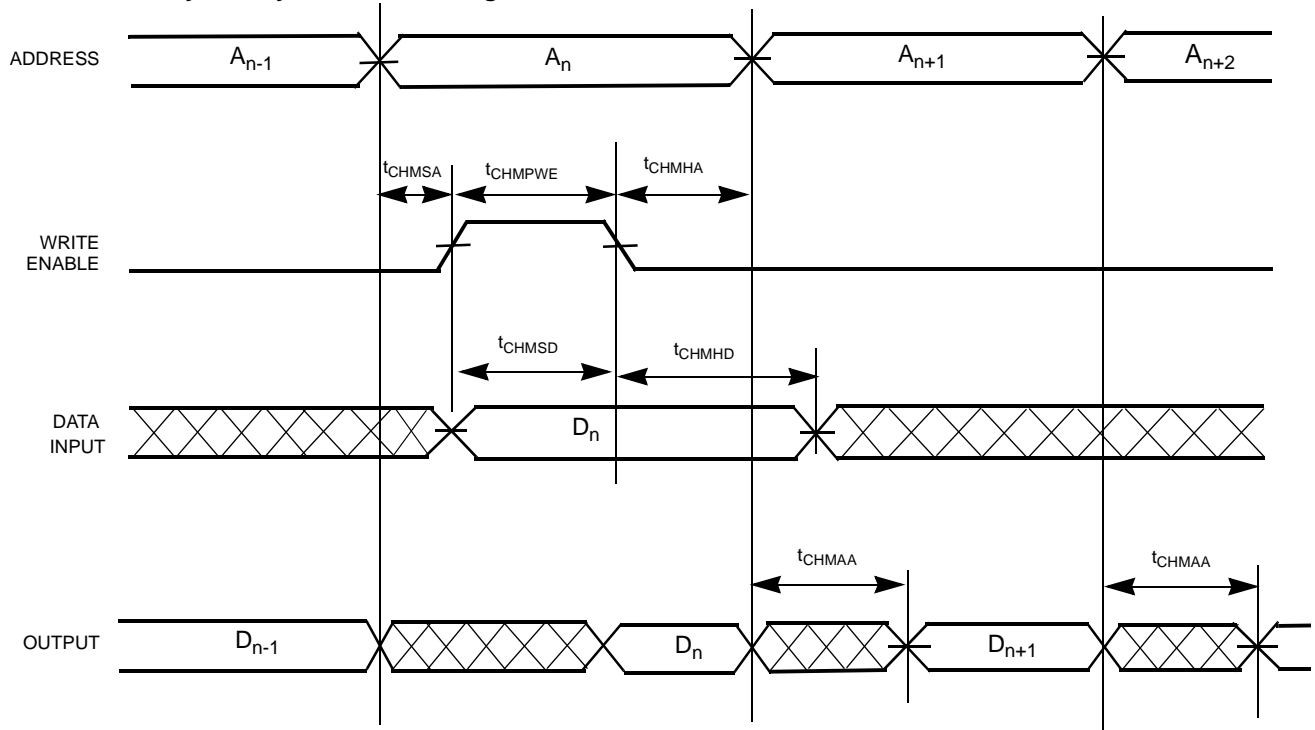 ADDRESS
An-1
An
An+1
An+2
tCHMSA
tCHMPWE
tCHMHA
WRITE
ENABLE
tCHMSD
tCHMHD
DATA
INPUT
Dn
tCHMAA
tCHMAA
OUTPUT
Dn-1
Dn
Dn+1